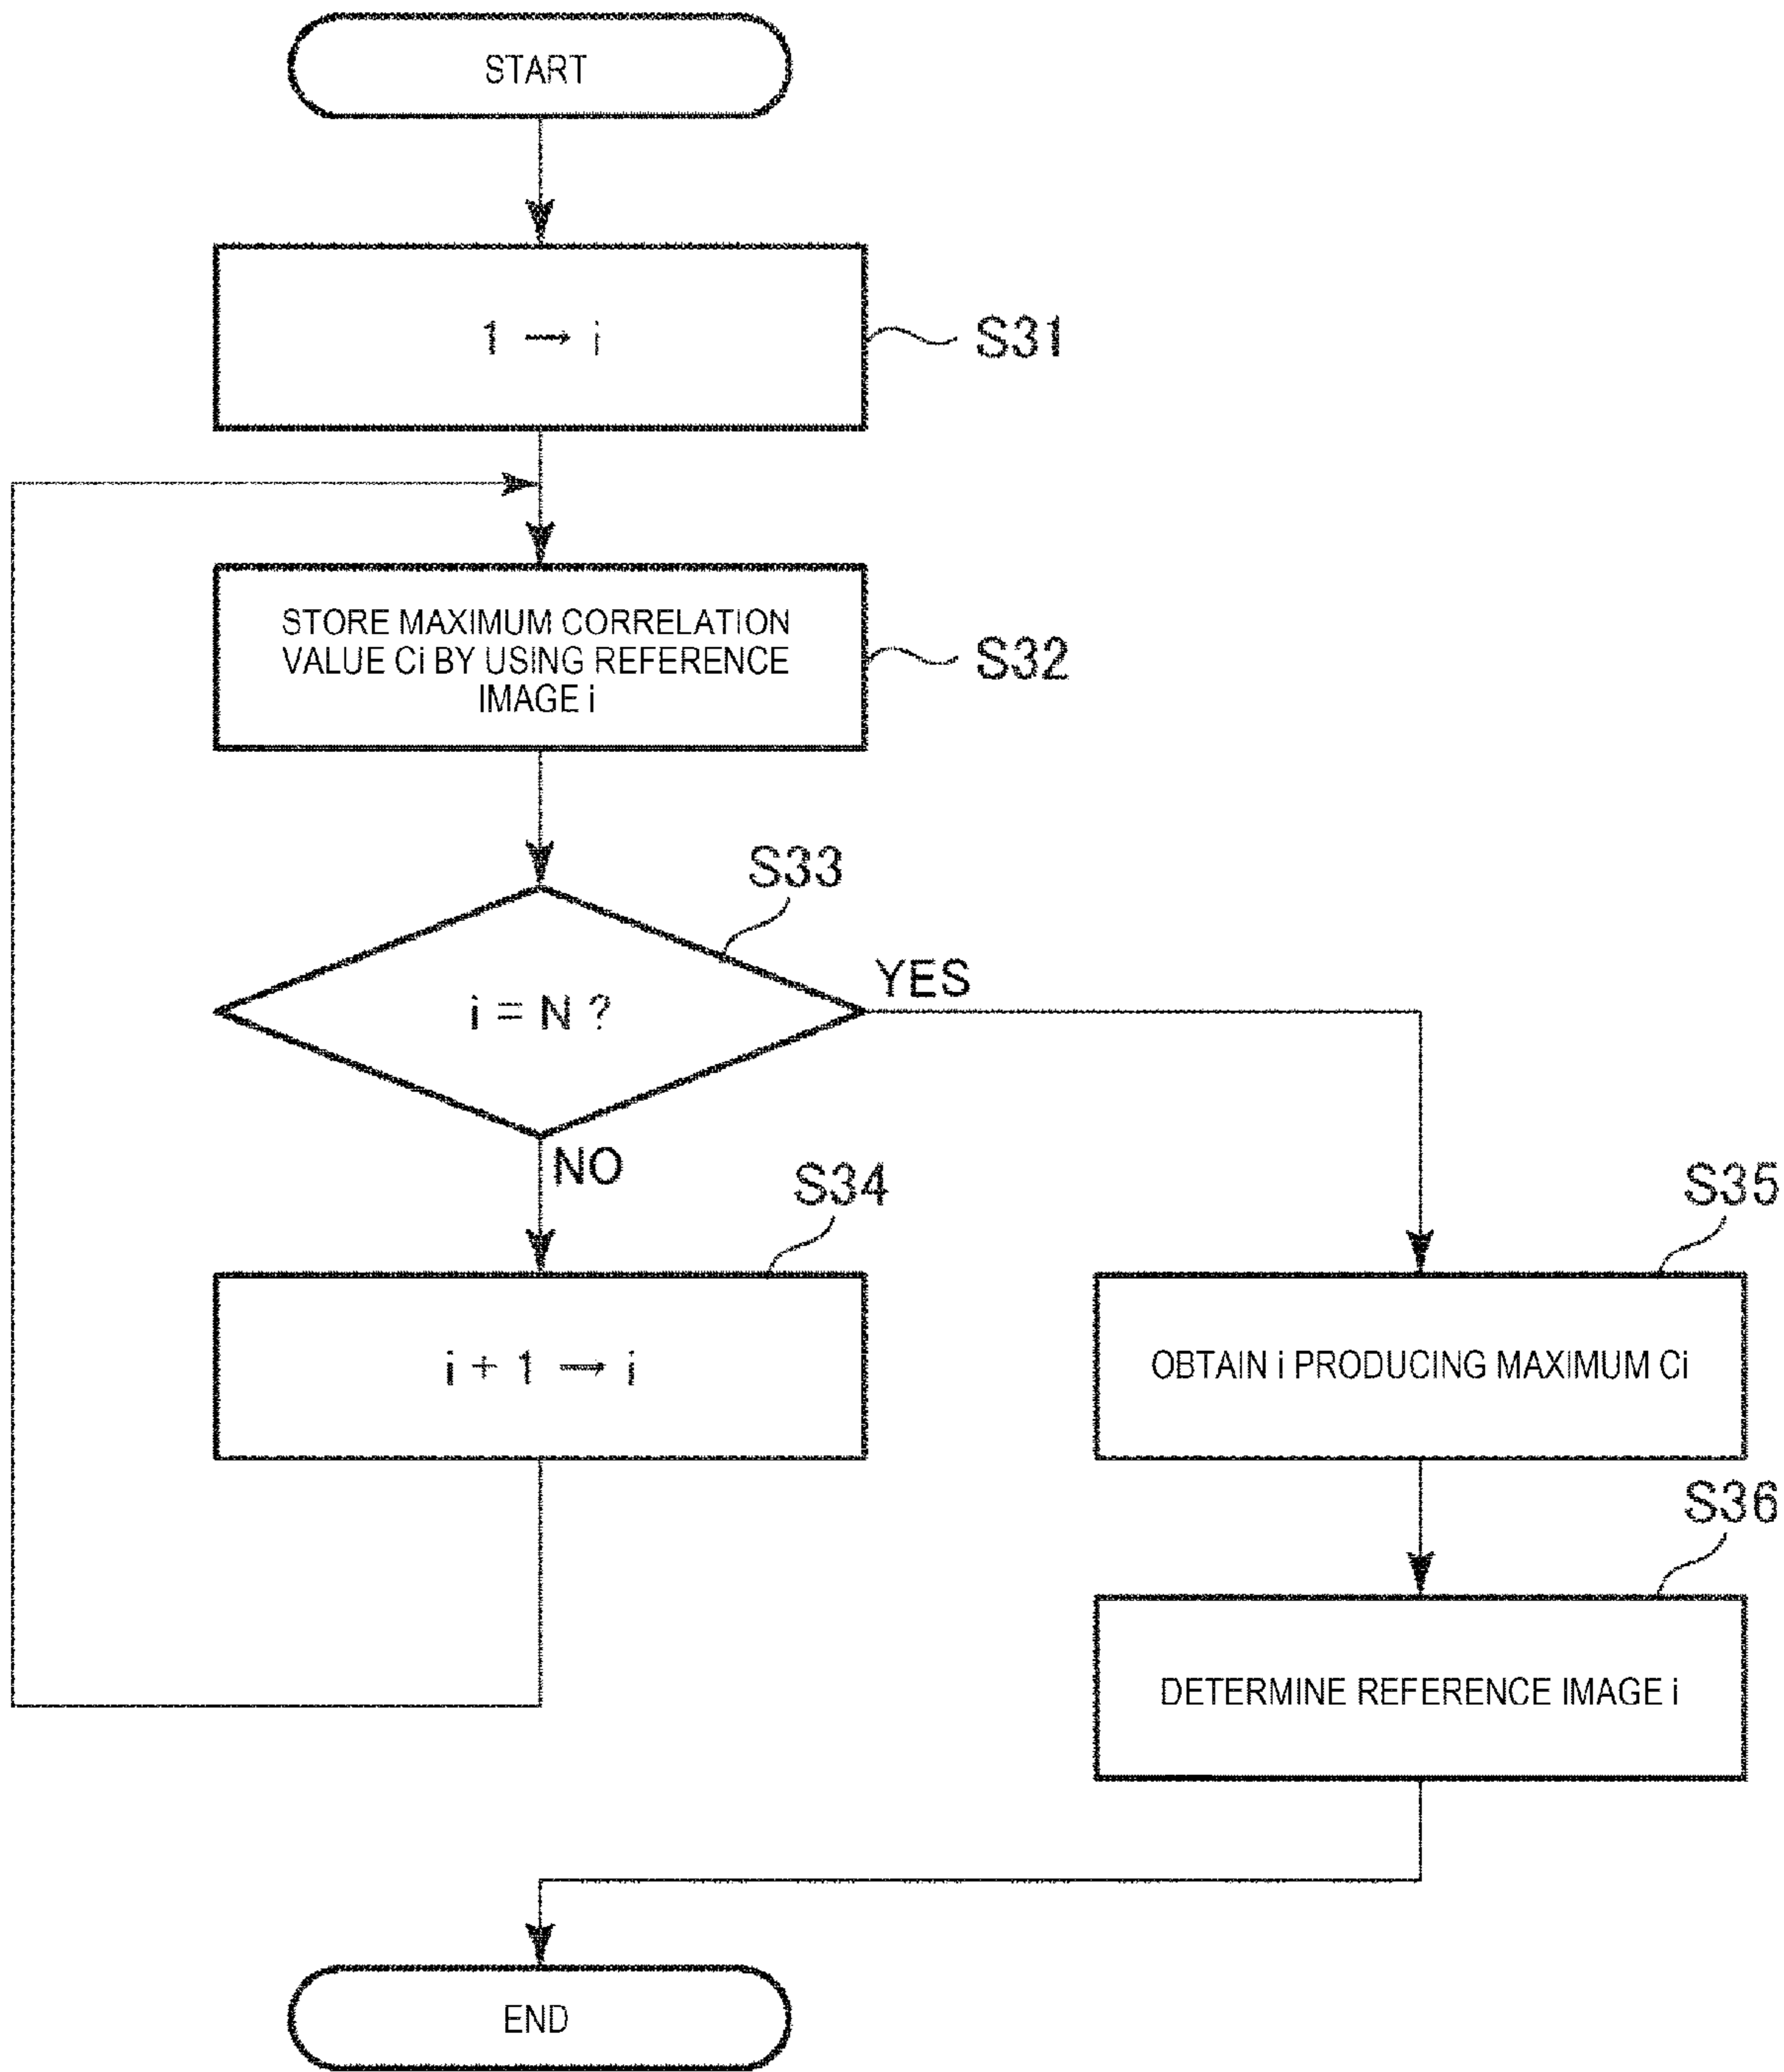 START
1 → i
S31
STORE MAXIMUM CORRELATION
VALUE Ci BY USING REFERENCE
IMAGE i
S32
S33
i = N ?
YES
NO
S34
i + 1 → i
S35
OBTAIN i PRODUCING MAXIMUM Ci
S36
DETERMINE REFERENCE IMAGE i
END